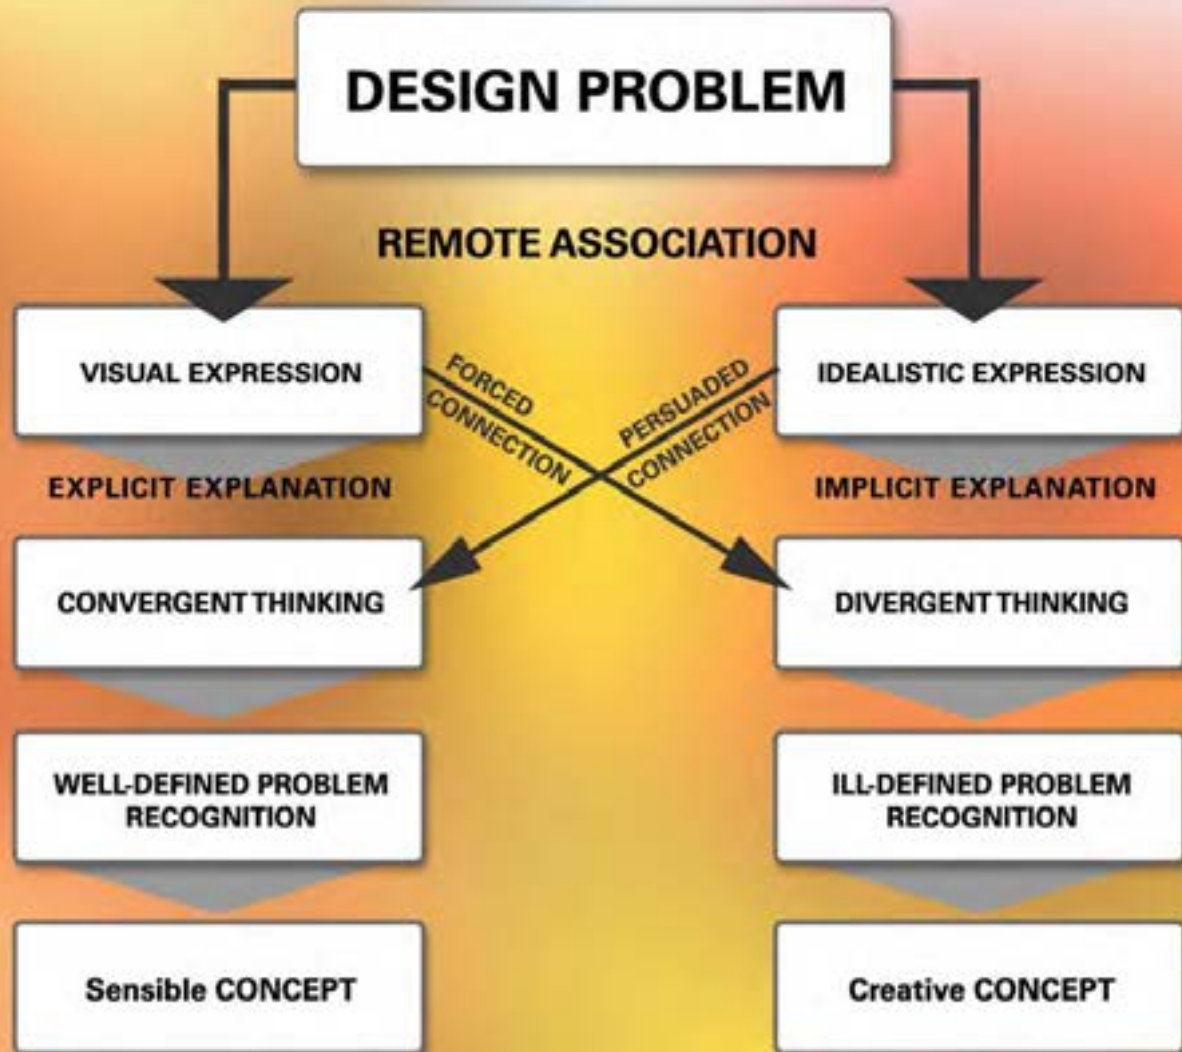 DESIGN PROBLEM
REMOTE ASSOCIATION
VISUAL EXPRESSION
FORCED
CONNECTION
PERSUADED
CONNECTION
IDEALISTIC EXPRESSION
EXPLICIT EXPLANATION
IMPLICIT EXPLANATION
CONVERGENT THINKING
DIVERGENT THINKING
WELL-DEFINED PROBLEM
RECOGNITION
ILL-DEFINED PROBLEM
RECOGNITION
Sensible CONCEPT
Creative CONCEPT